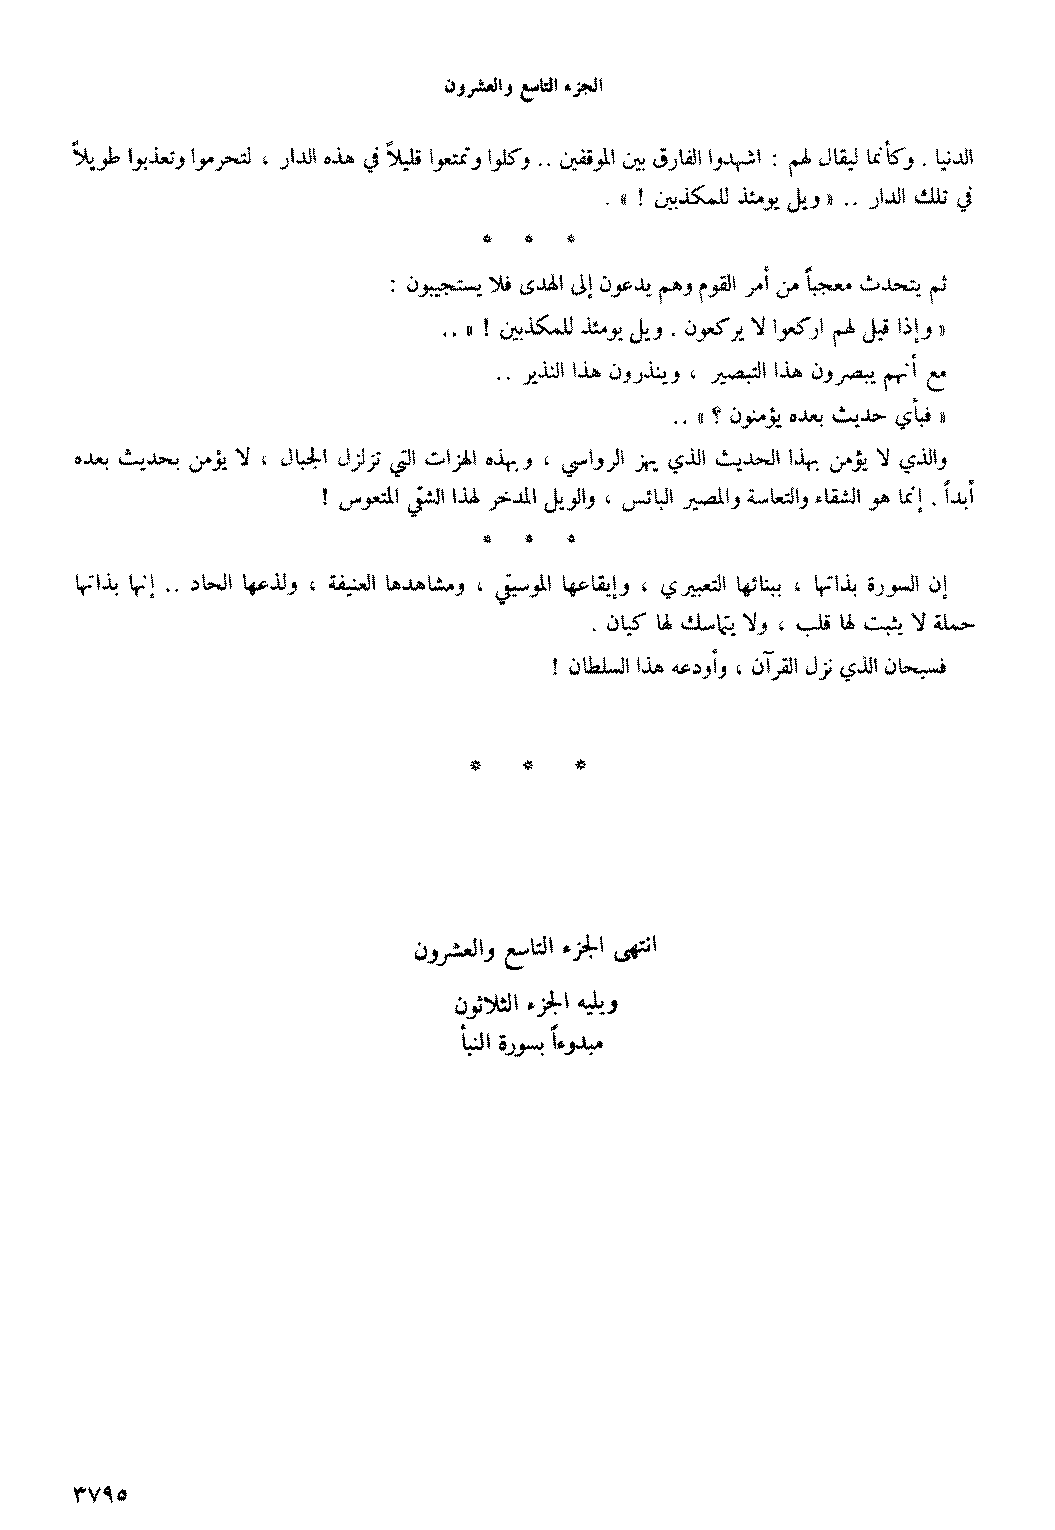 الجزء التاسع والعشرون
الدنيا . وكأنما ليقال لهم : اشهدوا الفارق بين الموقفين .. وكلوا وتمتعوا قليلاً في هذه الدار ، لتحرموا وتعذبوا طويلاً
في تلك الدار .. « ويل يومئذ للمكذبين ! » .
* * *
ثم يتحدث معجباً من أمر القوم وهم يدعون إلى الهدى فلا يستجيبون :
« وإذا قيل لهم اركعوا لا يركعون . ويل يومئذ للمكذبين ! » ..
مع أنهم يبصرون هذا التبصير ، وينذرون هذا النذير ..
« فبأي حديث بعده يؤمنون ؟ » ..
والذي لا يؤمن بهذا الحديث الذي يهز الرواسي ، وبهذه الهزات التي تزلزل الجبال ، لا يؤمن بحديث بعده
أبداً . إنما هو الشقاء والتعاسة والمصير البائس ، والويل المدخر لهذا الشقي المتعوس !
* * *
إن السورة بذاتها ، ببنائها التعبيري ، وإيقاعها الموسيقي ، ومشاهدها العنيفة ، ولذعها الحاد .. إنها بذاتها
حملة لا يثبت لها قلب ، ولا يتماسك لها كيان .
فسبحان الذي نزل القرآن ، وأودعه هذا السلطان !
* * *
انتهى الجزء التاسع والعشرون
ويليه الجزء الثلاثون
مبدوءاً بسورة النبأ
٣٧٩٥